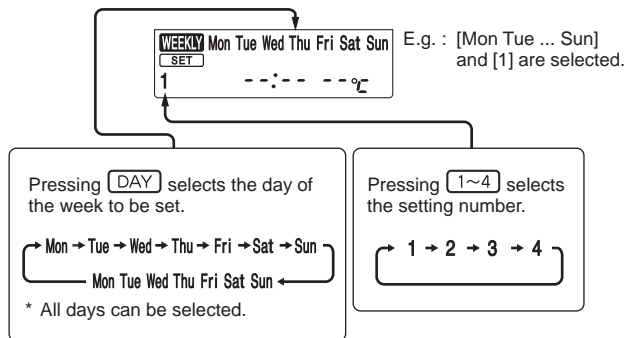 WEEKLY Mon Tue Wed Thu Fri Sat Sun
SET
1 --:-- --℃
E.g. : [Mon Tue ... Sun]
and [1] are selected.
Pressing DAY selects the day of
the week to be set.
Mon → Tue → Wed → Thu → Fri → Sat → Sun
Mon Tue Wed Thu Fri Sat Sun
* All days can be selected.
Pressing 1~4 selects
the setting number.
1 → 2 → 3 → 4